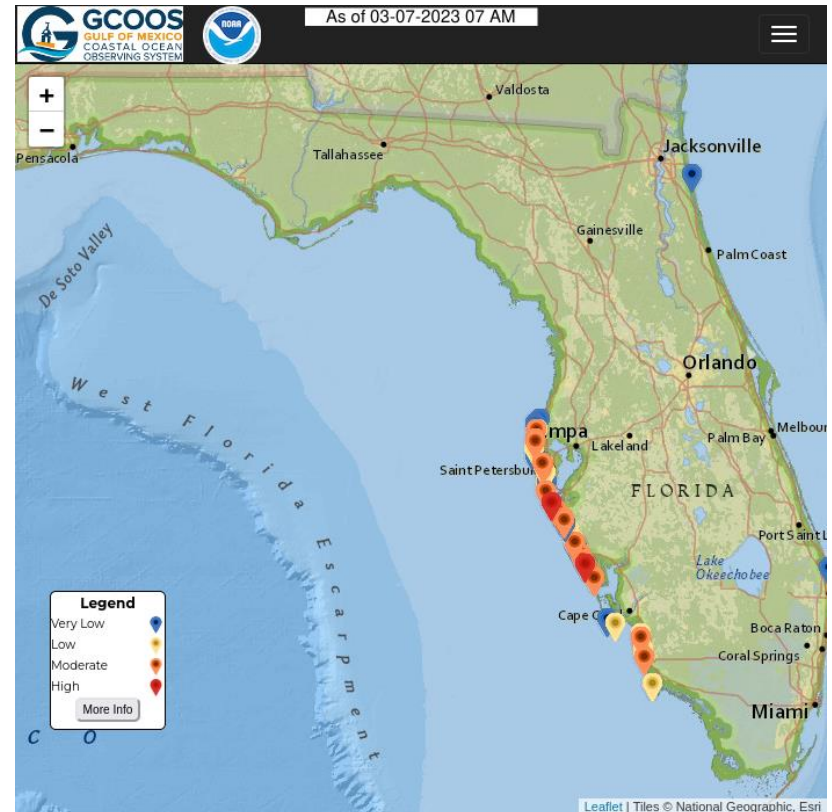 GCOOS
GULF OF MEXICO
COASTAL OCEAN
OBSERVING SYSTEM
NOAA
As of 03-07-2023 07 AM
+
−
Valdosta
Pensacola
Tallahassee
Jacksonville
Gainesville
Palm Coast
De Soto Valley
Orlando
West Florida Escarpment
mpa
Lakeland
Palm Bay
Melbour
Saint Petersbu
FLORIDA
Port Saint L
Lake
Okeechobee
Cape C
Boca Raton
Coral Springs
Miami
Legend
Very Low
Low
Moderate
High
More Info
C O
Leaflet | Tiles © National Geographic, Esri